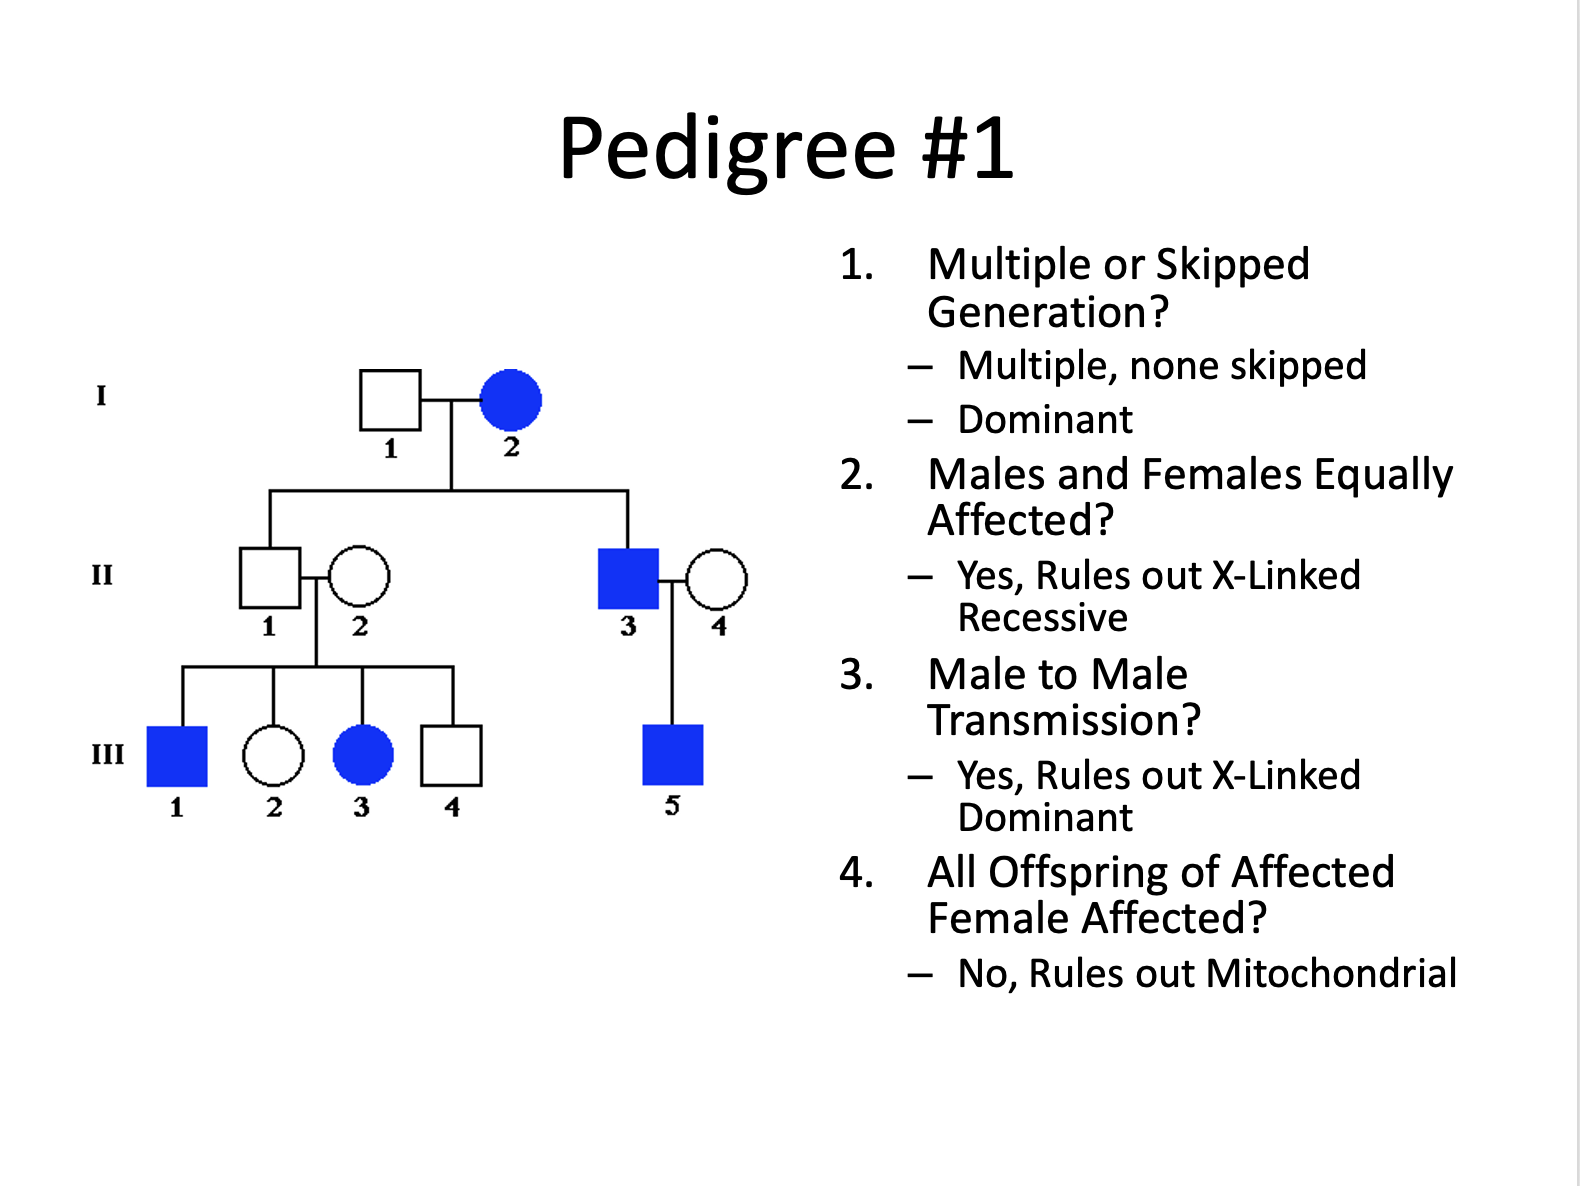 Pedigree #1
I
1 2
II
1 2 3 4
III
1 2 3 4 5
1. Multiple or Skipped
Generation?
– Multiple, none skipped
– Dominant
2. Males and Females Equally
Affected?
– Yes, Rules out X-Linked
Recessive
3. Male to Male
Transmission?
– Yes, Rules out X-Linked
Dominant
4. All Offspring of Affected
Female Affected?
– No, Rules out Mitochondrial